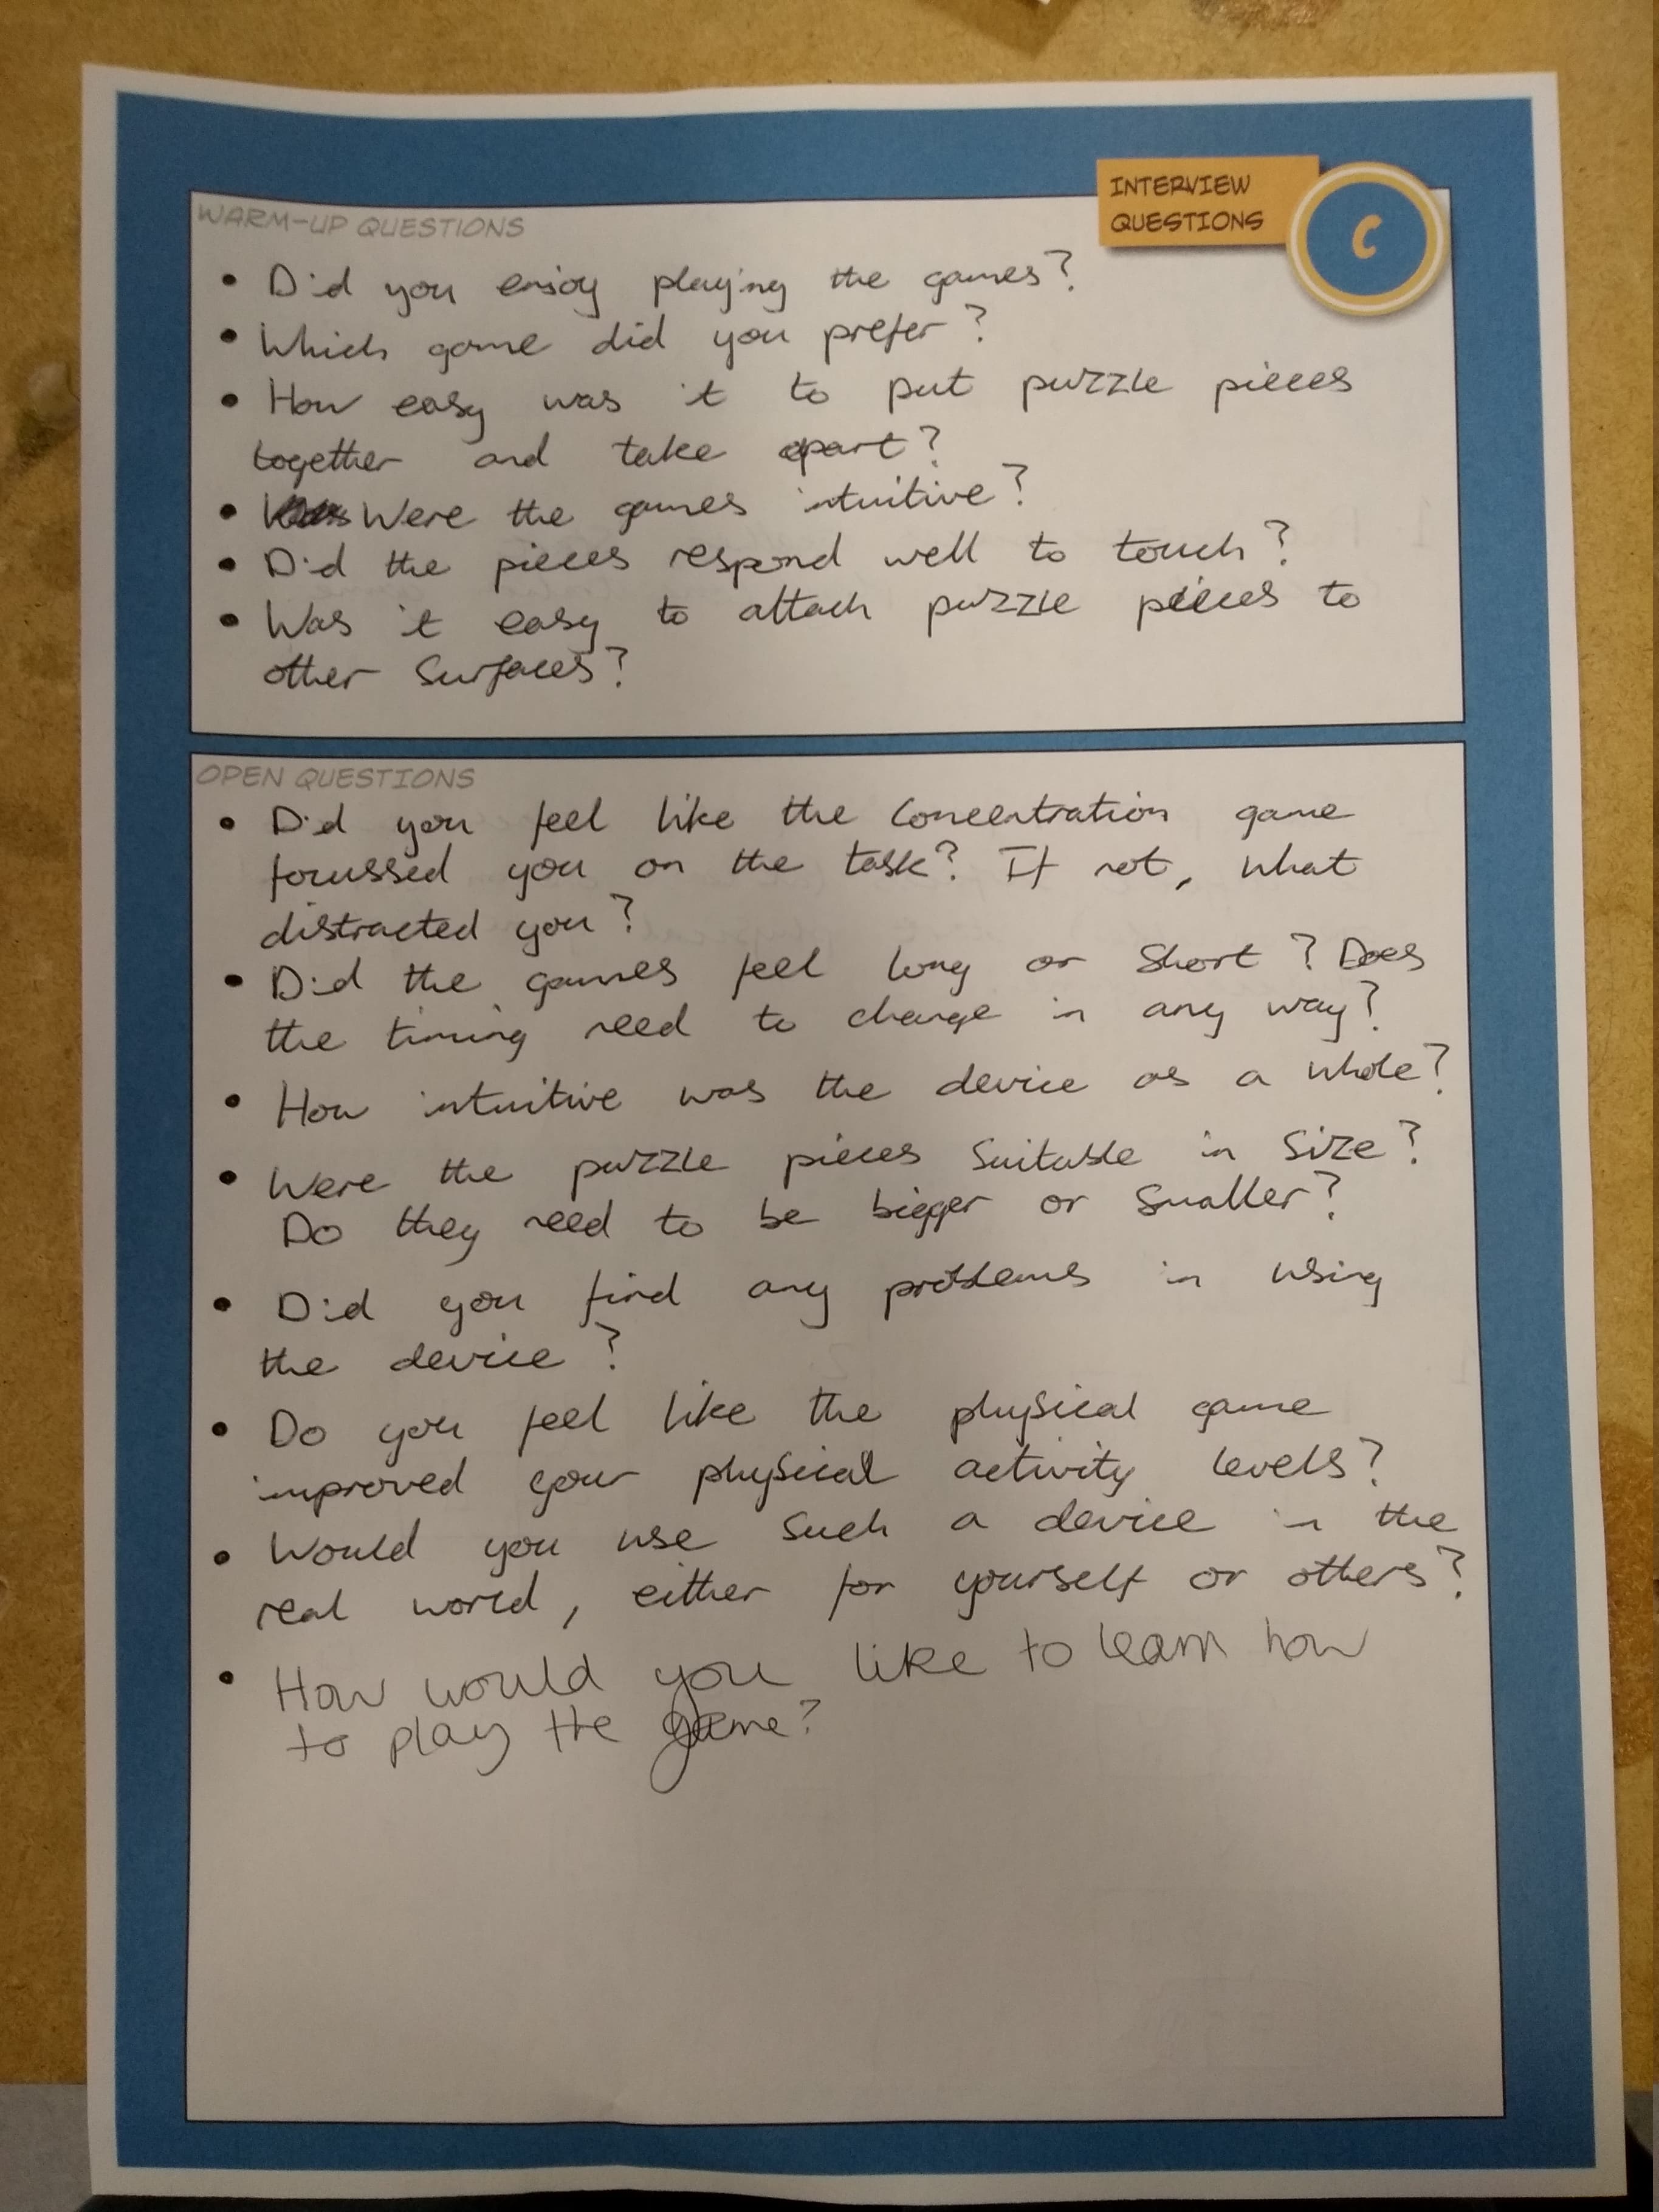 INTERVIEW
QUESTIONS
C
WARM-UP QUESTIONS
• Did you enjoy playing the games?
• Which game did you prefer?
• How easy was it to put puzzle pieces
together and take apart?
• Were the games intuitive?
• Did the pieces respond well to touch?
• Was it easy to attach puzzle pieces to
other surfaces?
OPEN QUESTIONS
• Did you feel like the concentration game
focussed you on the task? If not, what
distracted you?
• Did the games feel long or short? Does
the timing need to change in any way?
• How intuitive was the device as a whole?
• Were the puzzle pieces suitable in size?
Do they need to be bigger or smaller?
• Did you find any problems in using
the device?
• Do you feel like the physical game
improved your physical activity levels?
• Would you use such a device in the
real world, either for yourself or others?
• How would you like to learn how
to play the game?